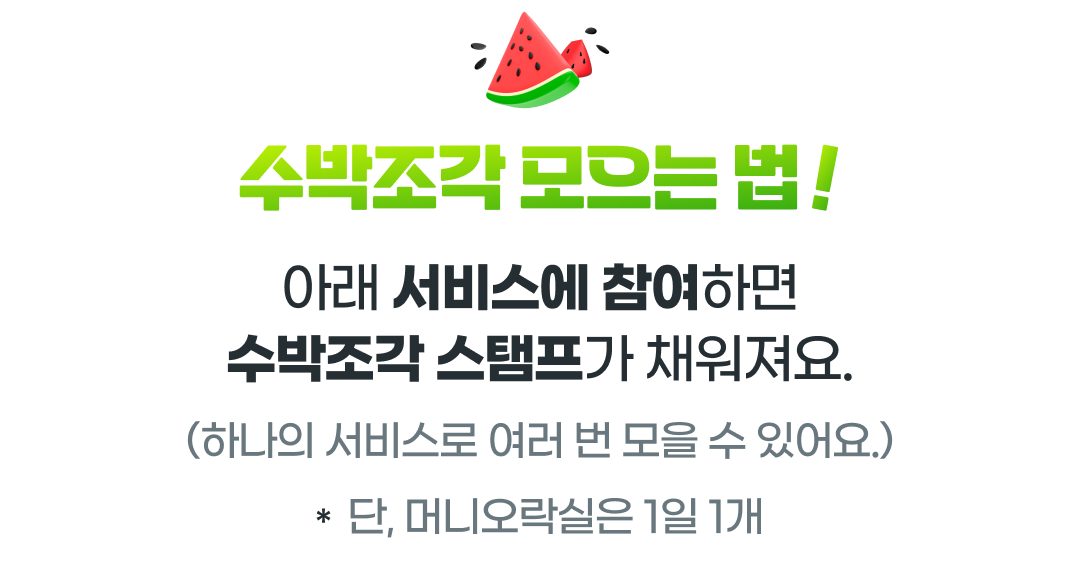 수박조각 모으는 법!
아래 서비스에 참여하면
수박조각 스탬프가 채워져요.
(하나의 서비스로 여러 번 모을 수 있어요.)
* 단, 머니오락실은 1일 1개